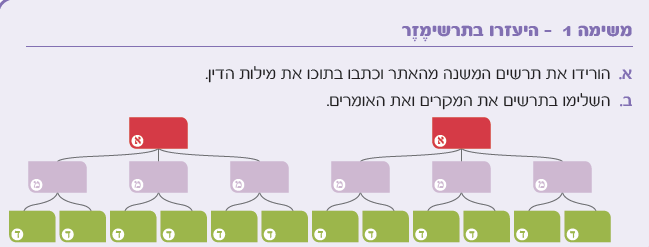 משימה 1 - היעזרו בתרשימֶזֶר
א. הורידו את תרשים המשנה מהאתר וכתבו בתוכו את מילות הדין.
ב. השלימו בתרשים את המקרים ואת האומרים.
א א
מ מ מ מ מ מ
ד ד ד ד ד ד ד ד ד ד ד ד